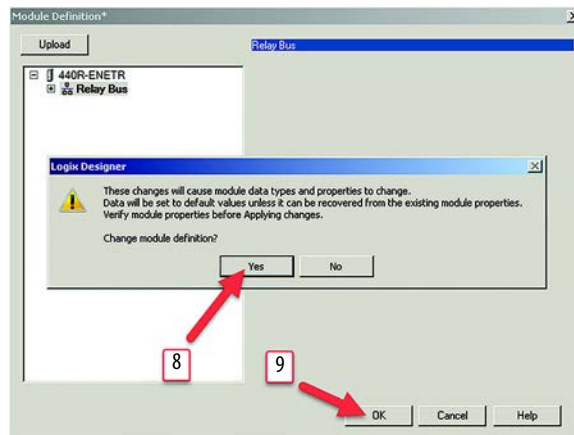 Module Definition*
Upload
Relay Bus
440R-ENETR
Relay Bus
Logix Designer
These changes will cause module data types and properties to change.
Data will be set to default values unless it can be recovered from the existing module properties.
Verify module properties before Applying changes.
Change module definition?
Yes No
8
9
OK Cancel Help